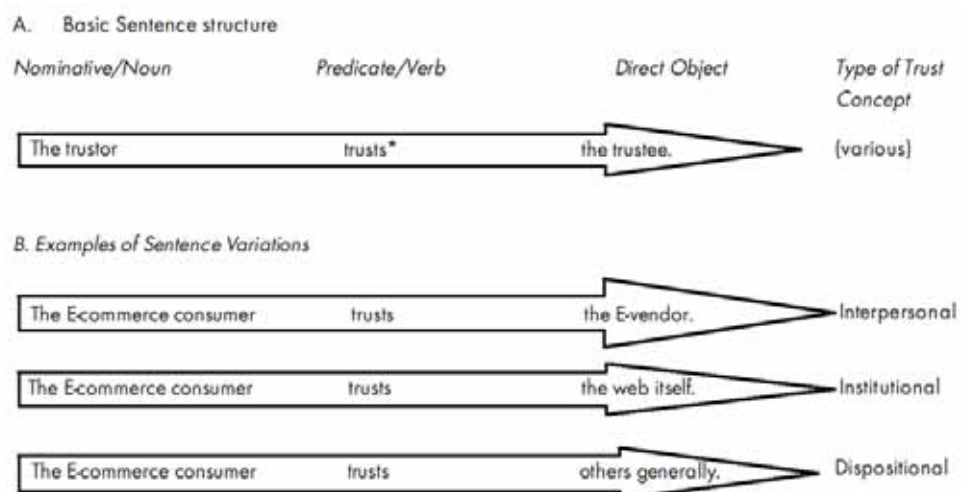 A. Basic Sentence structure
Nominative/Noun Predicate/Verb Direct Object Type of Trust
Concept
The trustor trusts* the trustee. (various)
B. Examples of Sentence Variations
The E-commerce consumer trusts the E-vendor. Interpersonal
The E-commerce consumer trusts the web itself. Institutional
The E-commerce consumer trusts others generally. Dispositional